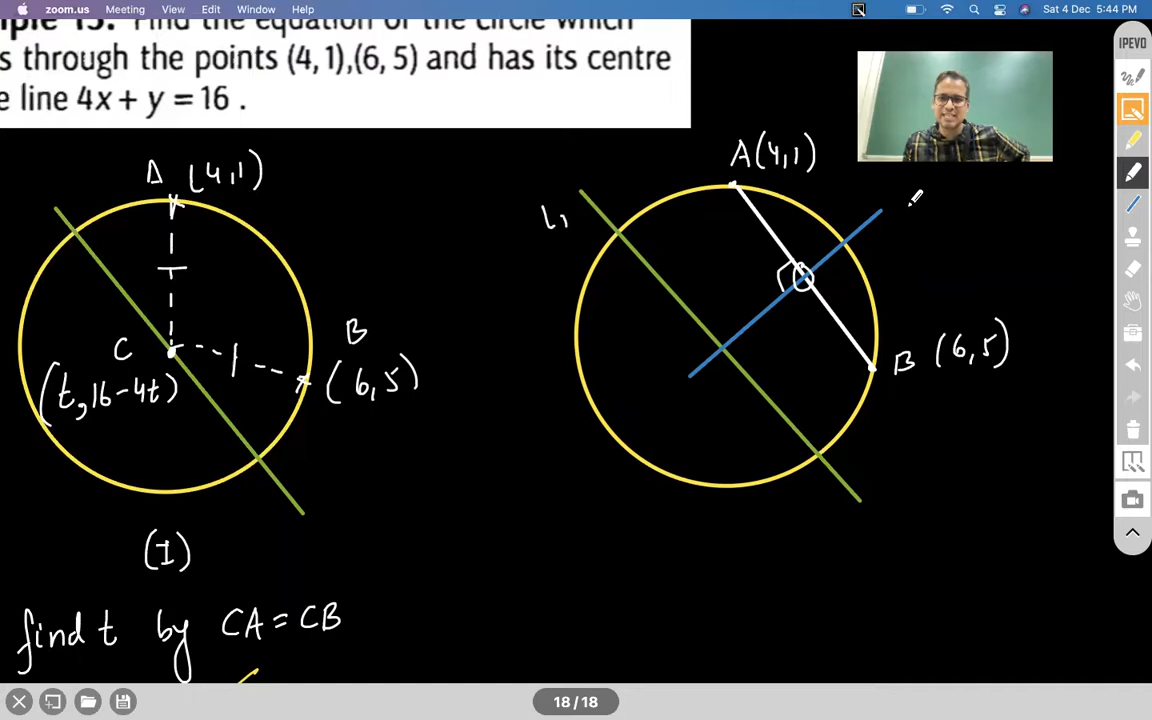 zoom.us Meeting View Edit Window Help
Sat 4 Dec 5:44 PM
ple 15. Find the equation of the circle which
s through the points (4, 1),(6, 5) and has its centre
e line 4x + y = 16 .
IPEVO
A (4,1)
C
(t, 16-4t)
B
(6,5)
(I)
find t by CA = CB
A(4,1)
L1
B (6,5)
18 / 18